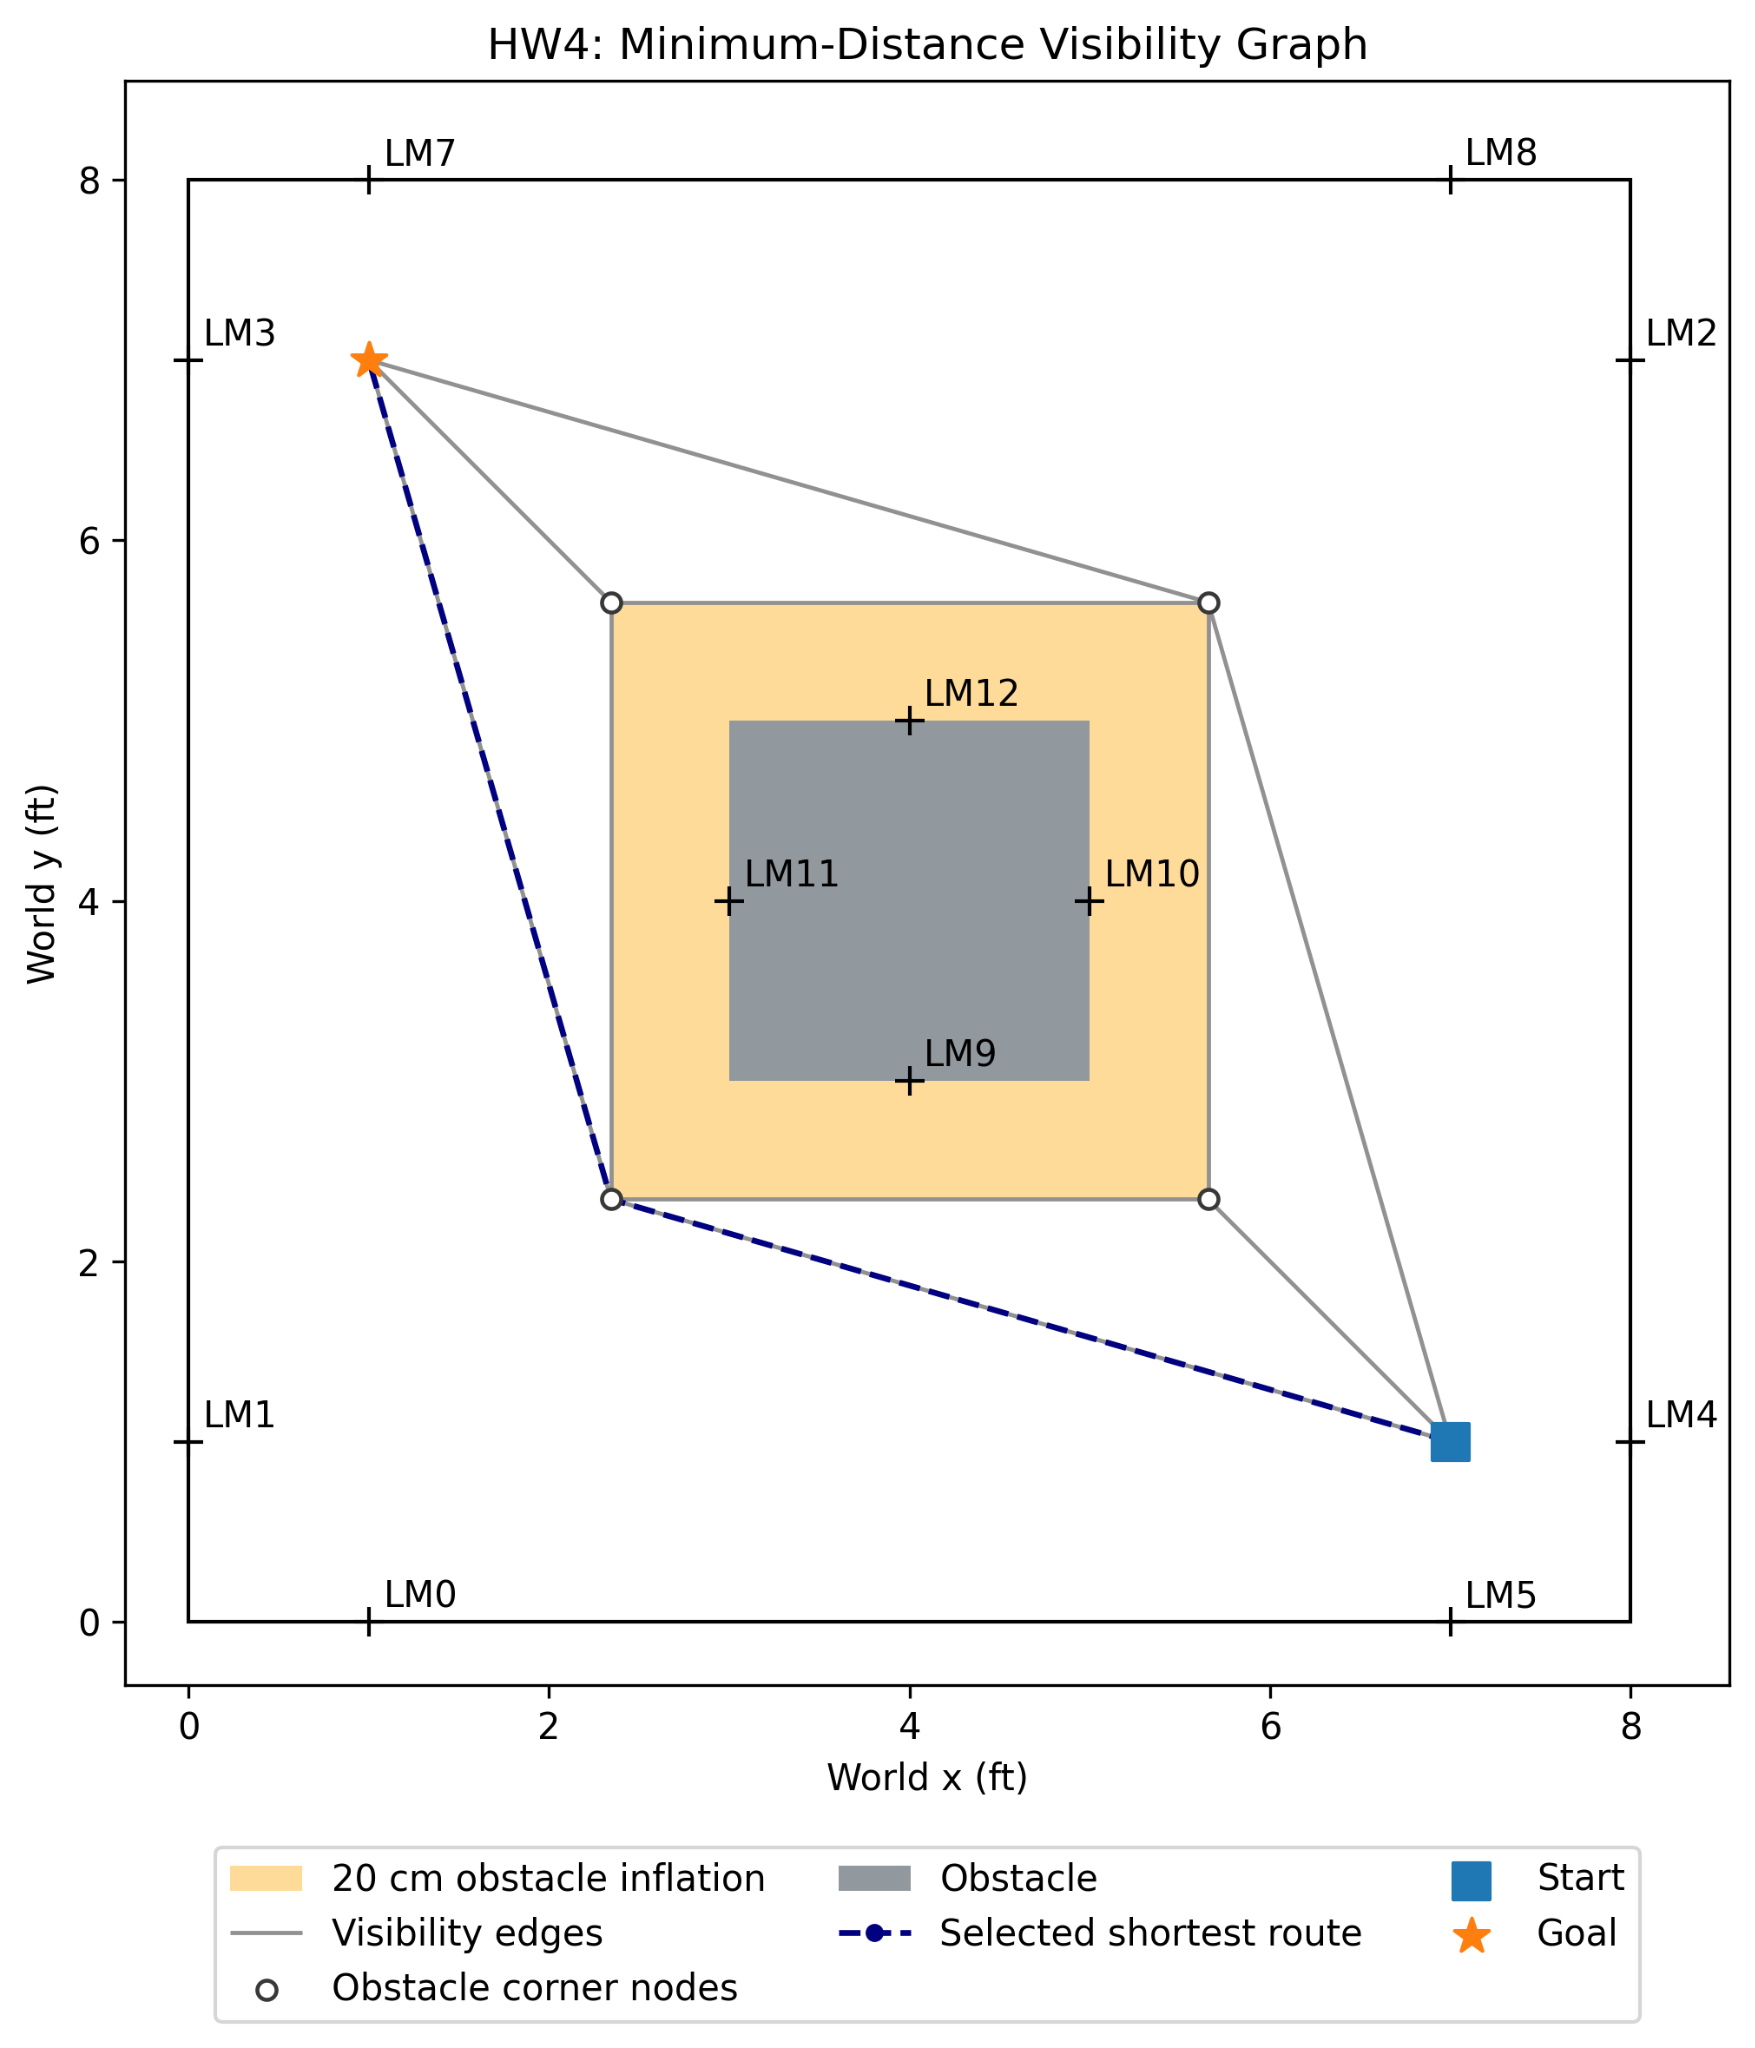 HW4: Minimum-Distance Visibility Graph
LM7
LM8
8
LM3
LM2
6
LM12
LM11
LM10
4
World y (ft)
LM9
2
LM1
LM4
LM0
LM5
0
0 2 4 6 8
World x (ft)
20 cm obstacle inflation
Visibility edges
Obstacle corner nodes
Obstacle
Selected shortest route
Start
Goal